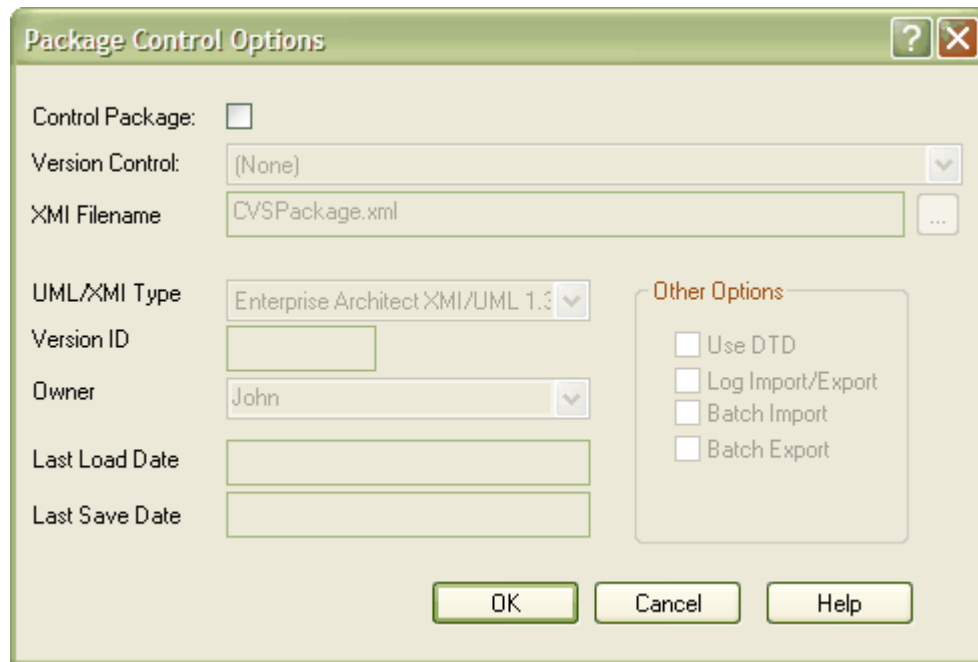 Package Control Options
Control Package:
Version Control: (None)
XMI Filename CVSPackage.xml ...
UML/XMI Type Enterprise Architect XMI/UML 1.3
Version ID
Owner John
Last Load Date
Last Save Date
Other Options
Use DTD
Log Import/Export
Batch Import
Batch Export
OK Cancel Help